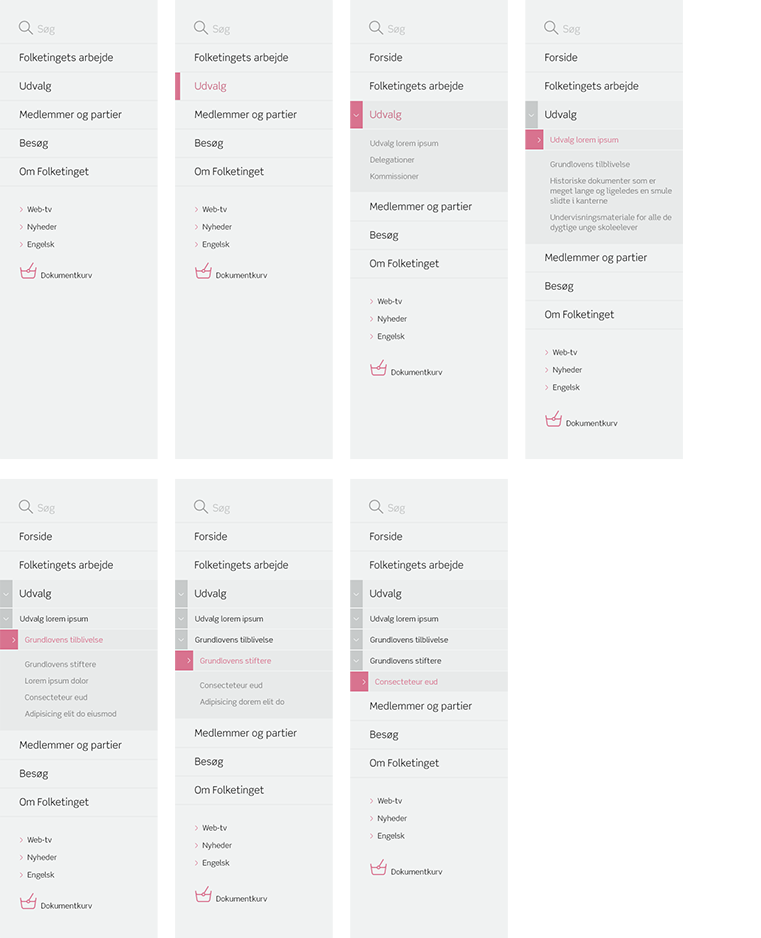 Søg
Folketingets arbejde
Udvalg
Medlemmer og partier
Besøg
Om Folketinget
Web-tv
Nyheder
Engelsk
Dokumentkurv
Søg
Folketingets arbejde
Udvalg
Medlemmer og partier
Besøg
Om Folketinget
Web-tv
Nyheder
Engelsk
Dokumentkurv
Søg
Forside
Folketingets arbejde
Udvalg
Udvalg lorem ipsum
Delegationer
Kommissioner
Medlemmer og partier
Besøg
Om Folketinget
Web-tv
Nyheder
Engelsk
Dokumentkurv
Søg
Forside
Folketingets arbejde
Udvalg
Udvalg lorem ipsum
Grundlovens tilblivelse
Historiske dokumenter som er
meget lange og ligeledes en smule
slidte i kanterne
Undervisningsmateriale for alle de
dygtige unge skoleelever
Medlemmer og partier
Besøg
Om Folketinget
Web-tv
Nyheder
Engelsk
Dokumentkurv
Søg
Forside
Folketingets arbejde
Udvalg
Udvalg lorem ipsum
Grundlovens tilblivelse
Grundlovens stiftere
Lorem ipsum dolor
Consecteteur eud
Adipisicing elit do eiusmod
Medlemmer og partier
Besøg
Om Folketinget
Web-tv
Nyheder
Engelsk
Dokumentkurv
Søg
Forside
Folketingets arbejde
Udvalg
Udvalg lorem ipsum
Grundlovens tilblivelse
Grundlovens stiftere
Consecteteur eud
Adipisicing dorem elit do
Medlemmer og partier
Besøg
Om Folketinget
Web-tv
Nyheder
Engelsk
Dokumentkurv
Søg
Forside
Folketingets arbejde
Udvalg
Udvalg lorem ipsum
Grundlovens tilblivelse
Grundlovens stiftere
Consecteteur eud
Medlemmer og partier
Besøg
Om Folketinget
Web-tv
Nyheder
Engelsk
Dokumentkurv